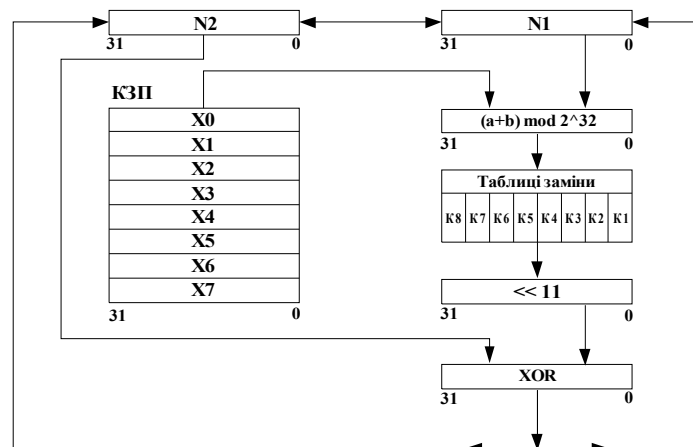 N2 N1
31 0 31 0
КЗП
X0
(a+b) mod 2^32
X1
31 0
X2
Таблиці заміни
X3
X4
K8 K7 K6 K5 K4 K3 K2 K1
X5
X6
X7
<< 11
31 0 31 0
XOR
31 0